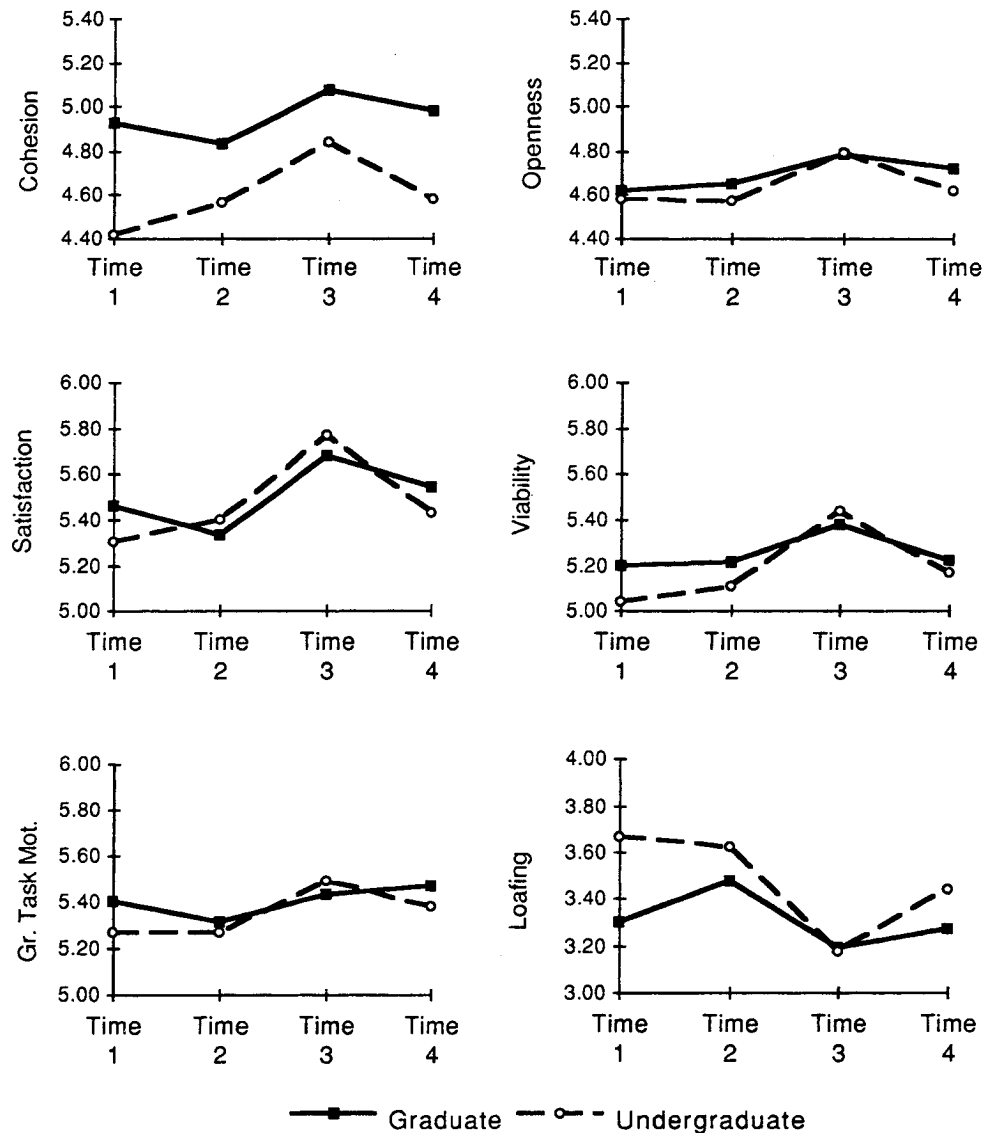 5.40
5.20
5.00
4.80
4.60
4.40
Cohesion
Time 1
Time 2
Time 3
Time 4
5.40
5.20
5.00
4.80
4.60
4.40
Openness
Time 1
Time 2
Time 3
Time 4
6.00
5.80
5.60
5.40
5.20
5.00
Satisfaction
Time 1
Time 2
Time 3
Time 4
6.00
5.80
5.60
5.40
5.20
5.00
Viability
Time 1
Time 2
Time 3
Time 4
6.00
5.80
5.60
5.40
5.20
5.00
Gr. Task Mot.
Time 1
Time 2
Time 3
Time 4
4.00
3.80
3.60
3.40
3.20
3.00
Loafing
Time 1
Time 2
Time 3
Time 4
Graduate Undergraduate